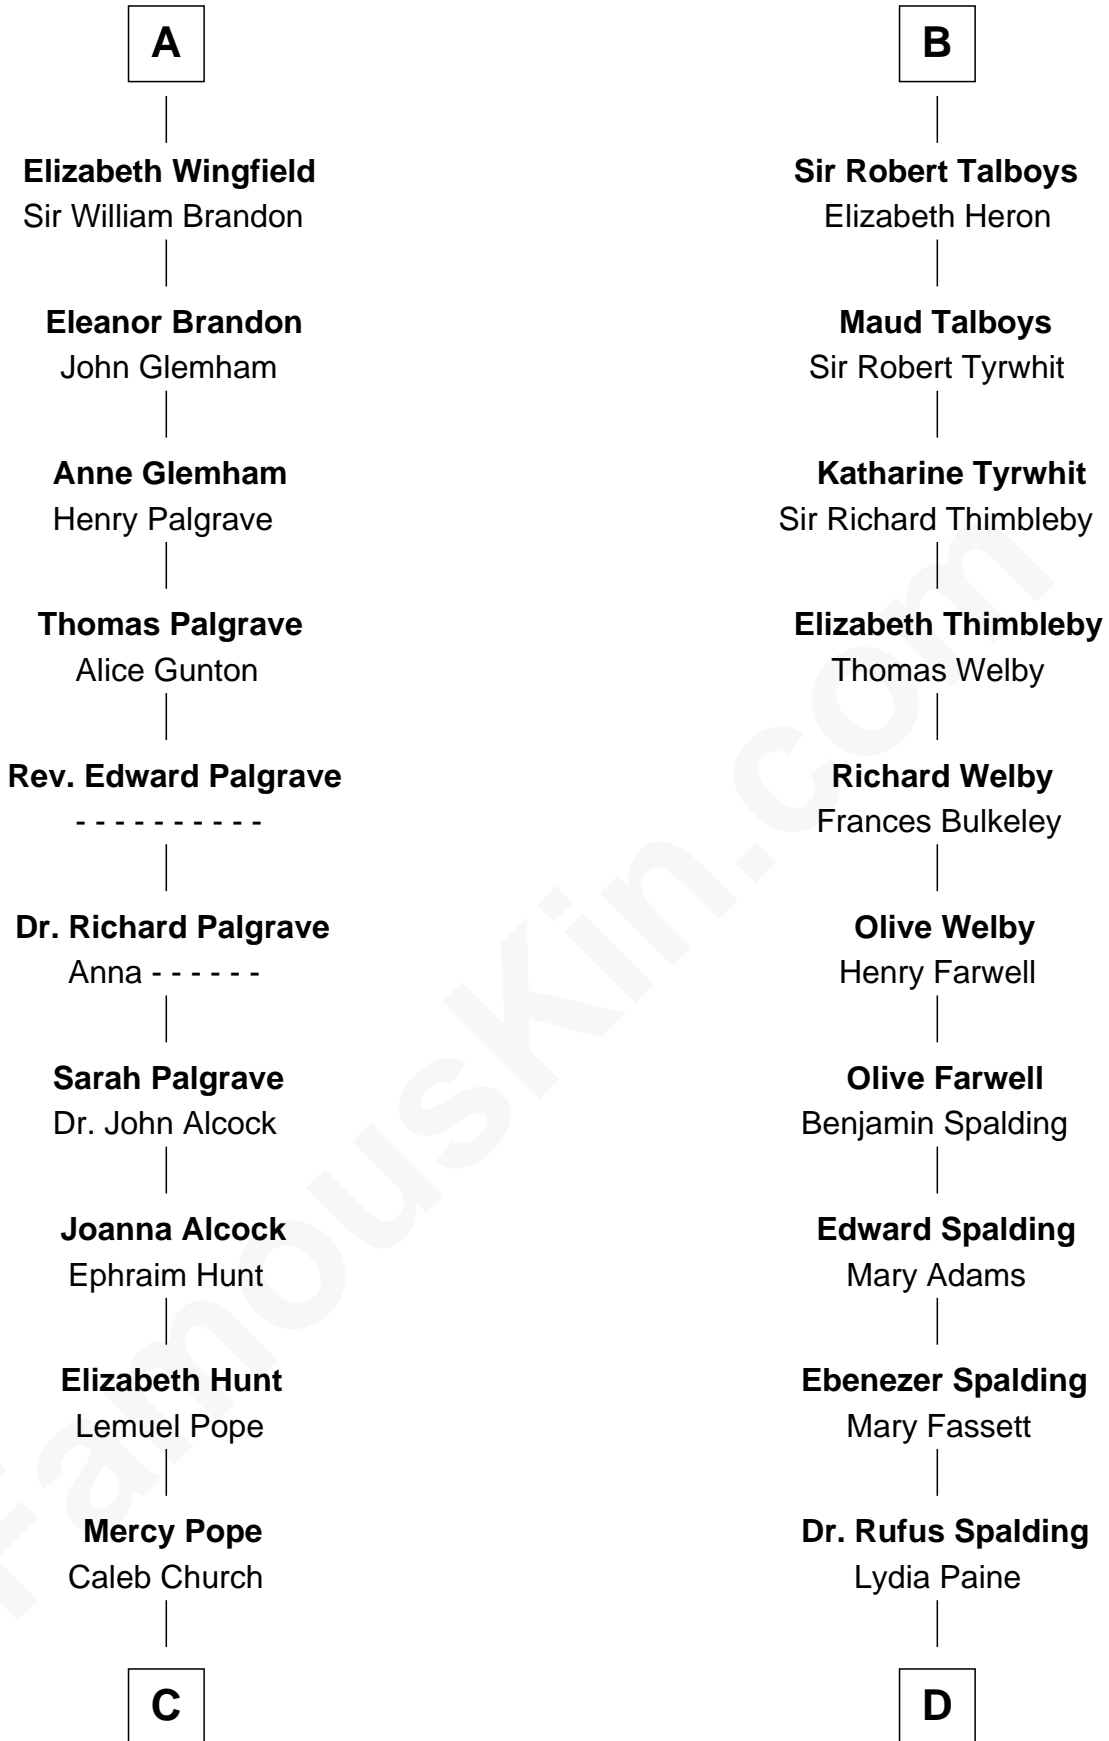 A
Elizabeth Wingfield
Sir William Brandon
Eleanor Brandon
John Glemham
Anne Glemham
Henry Palgrave
Thomas Palgrave
Alice Gunton
Rev. Edward Palgrave
- - - - - - - - - -
Dr. Richard Palgrave
Anna - - - - - -
Sarah Palgrave
Dr. John Alcock
Joanna Alcock
Ephraim Hunt
Elizabeth Hunt
Lemuel Pope
Mercy Pope
Caleb Church
C
B
Sir Robert Talboys
Elizabeth Heron
Maud Talboys
Sir Robert Tyrwhit
Katharine Tyrwhit
Sir Richard Thimbleby
Elizabeth Thimbleby
Thomas Welby
Richard Welby
Frances Bulkeley
Olive Welby
Henry Farwell
Olive Farwell
Benjamin Spalding
Edward Spalding
Mary Adams
Ebenezer Spalding
Mary Fassett
Dr. Rufus Spalding
Lydia Paine
D
FamousKin.com